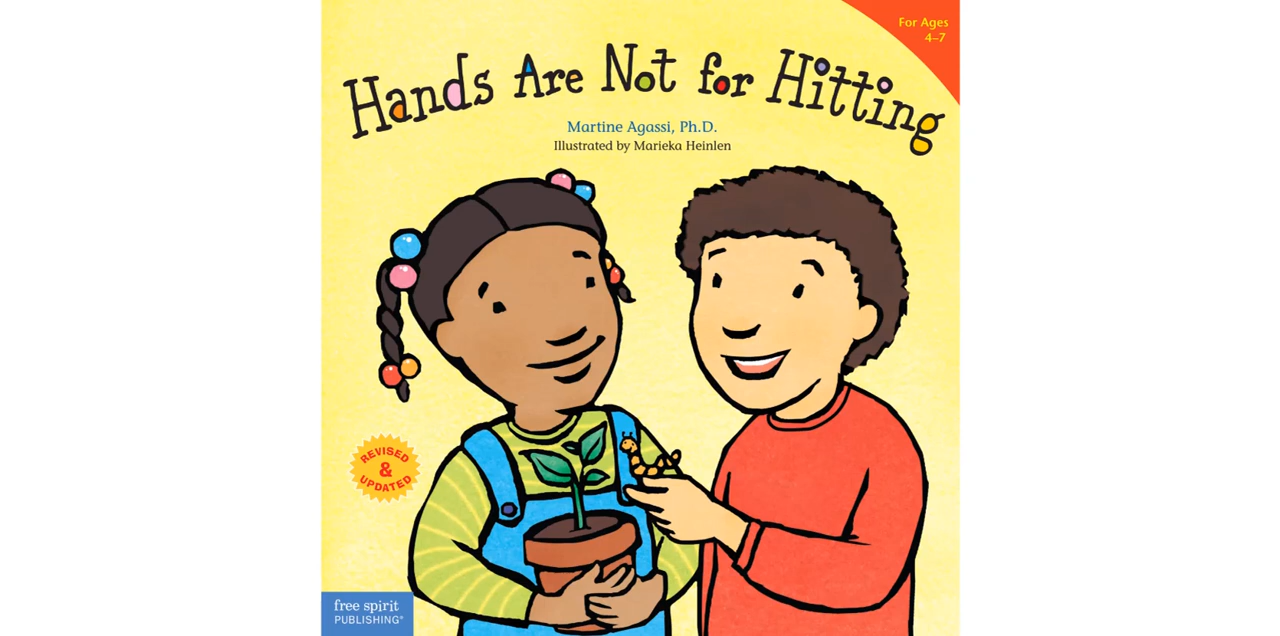 For Ages
4–7
Hands Are Not for Hitting
Martine Agassi, Ph.D.
Illustrated by Marieka Heinlen
REVISED
&
UPDATED
free spirit
PUBLISHING®